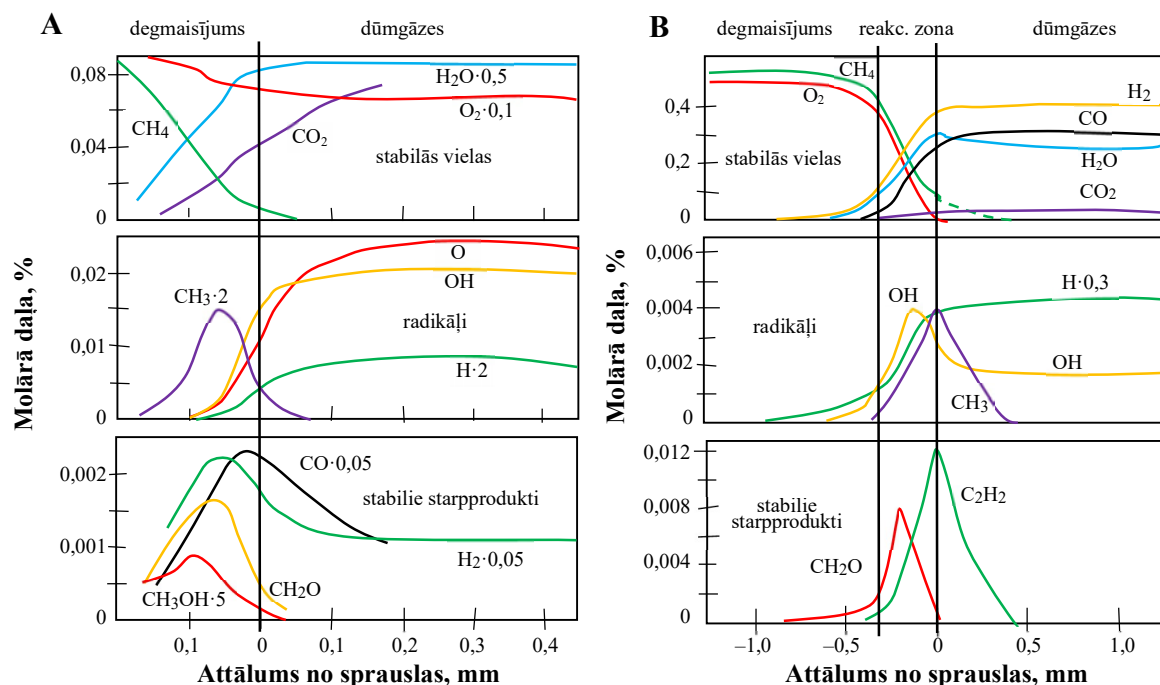 A
degmaisījums
dūmgāzes
0,08
0,04
0
CH4
H2O·0,5
O2·0,1
CO2
stabilās vielas
0,02
0,01
0
CH3·2
O
OH
radikāļi
H·2
0,002
0,001
0
CO·0,05
stabilie starpprodukti
H2·0,05
CH2O
CH3OH·5
0,1
0
0,1
0,2
0,3
0,4
Molārā daļa, %
Attālums no sprauslas, mm
B
degmaisījums
reakc. zona
dūmgāzes
0,4
0,2
0
CH4
O2
H2
CO
H2O
CO2
stabilās vielas
0,006
0,004
0,002
0
OH
H·0,3
radikāļi
OH
CH3
0,012
0,008
0,004
0
stabilie
starpprodukti
C2H2
CH2O
–1,0
–0,5
0
0,5
1,0
Molārā daļa, %
Attālums no sprauslas, mm